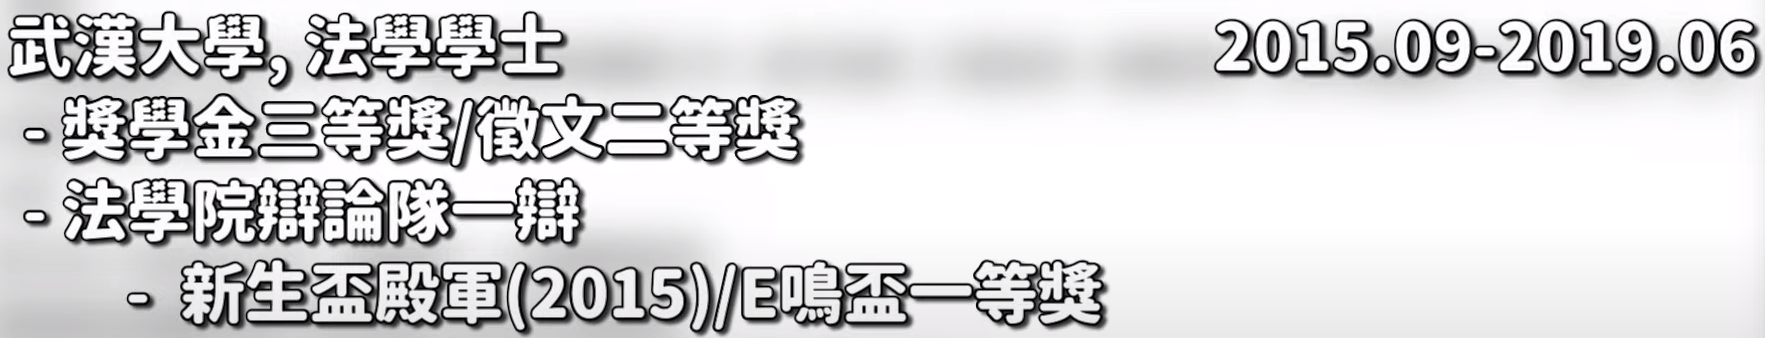 武漢大學, 法學學士 2015.09-2019.06
- 獎學金三等獎/徵文二等獎
- 法學院辯論隊一辯
- 新生盃殿軍(2015)/E鳴盃一等獎